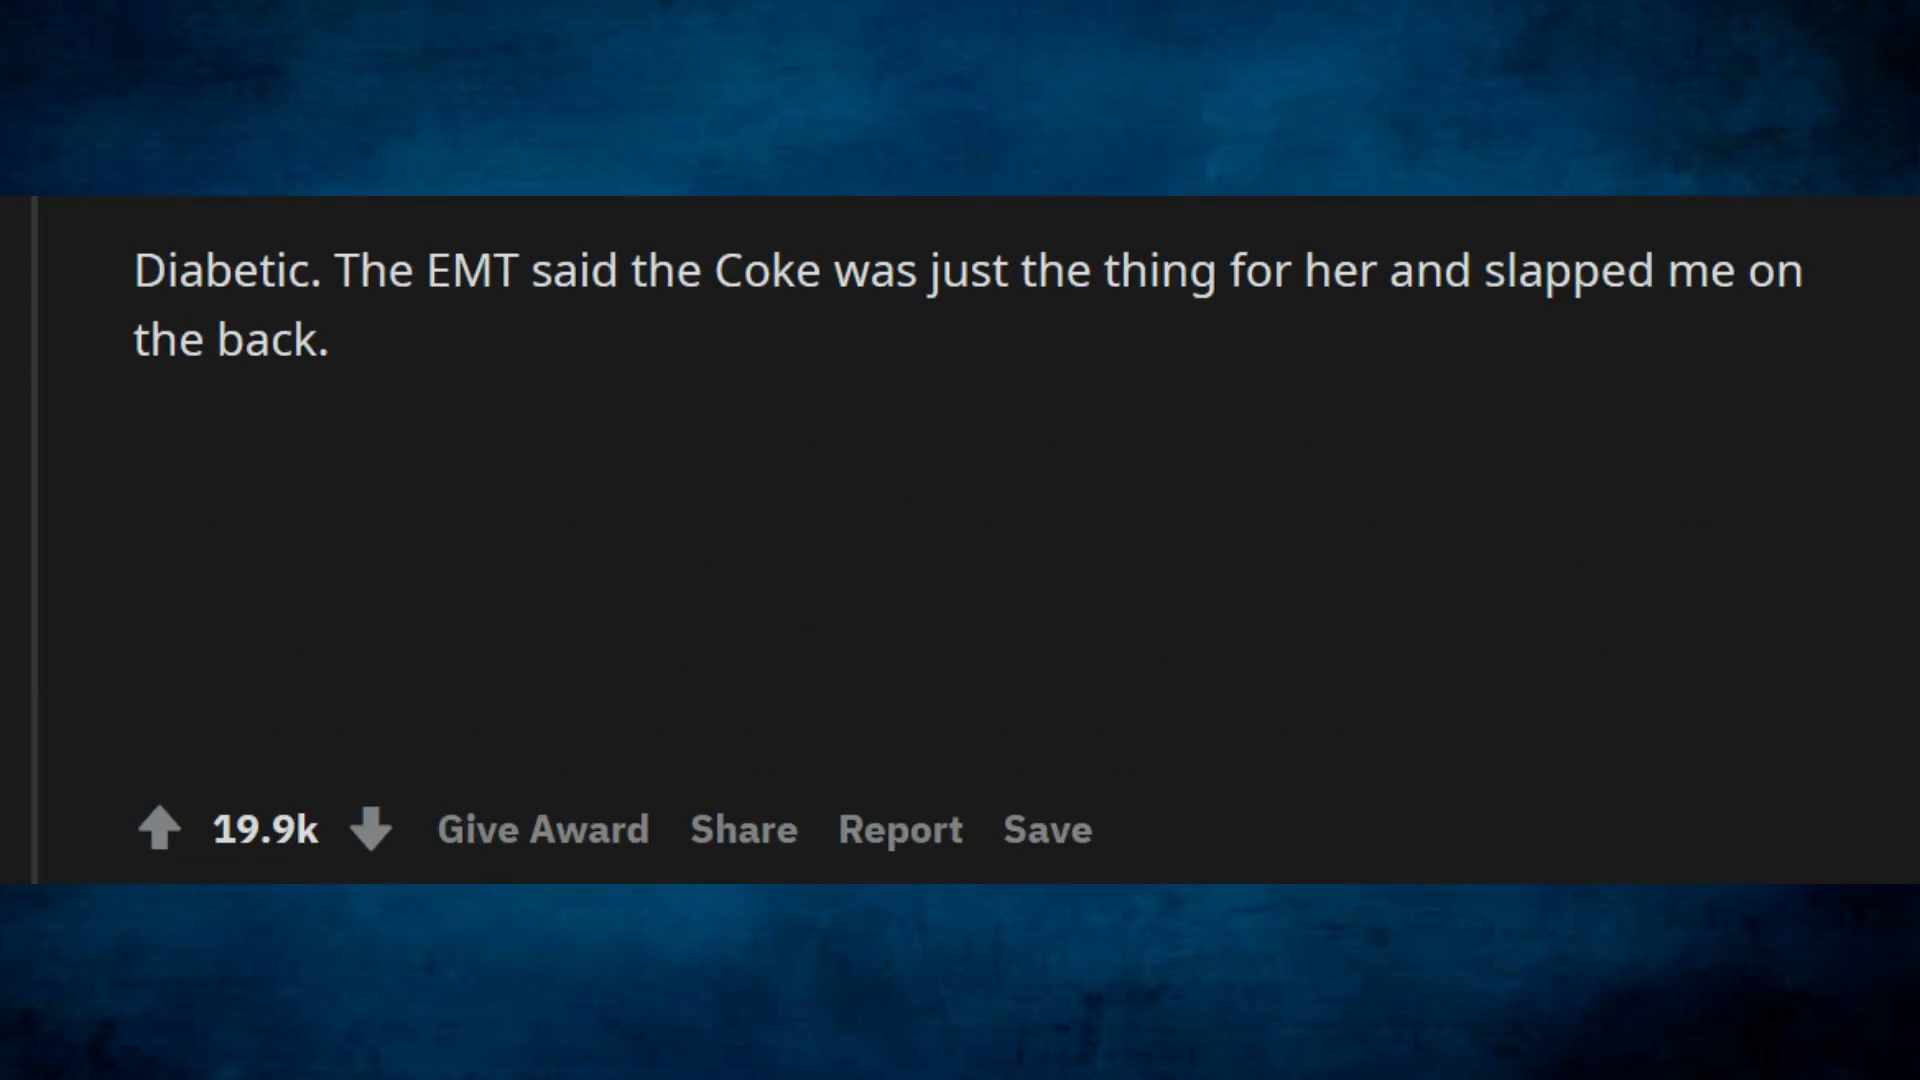 Diabetic. The EMT said the Coke was just the thing for her and slapped me on
the back.
19.9k Give Award Share Report Save